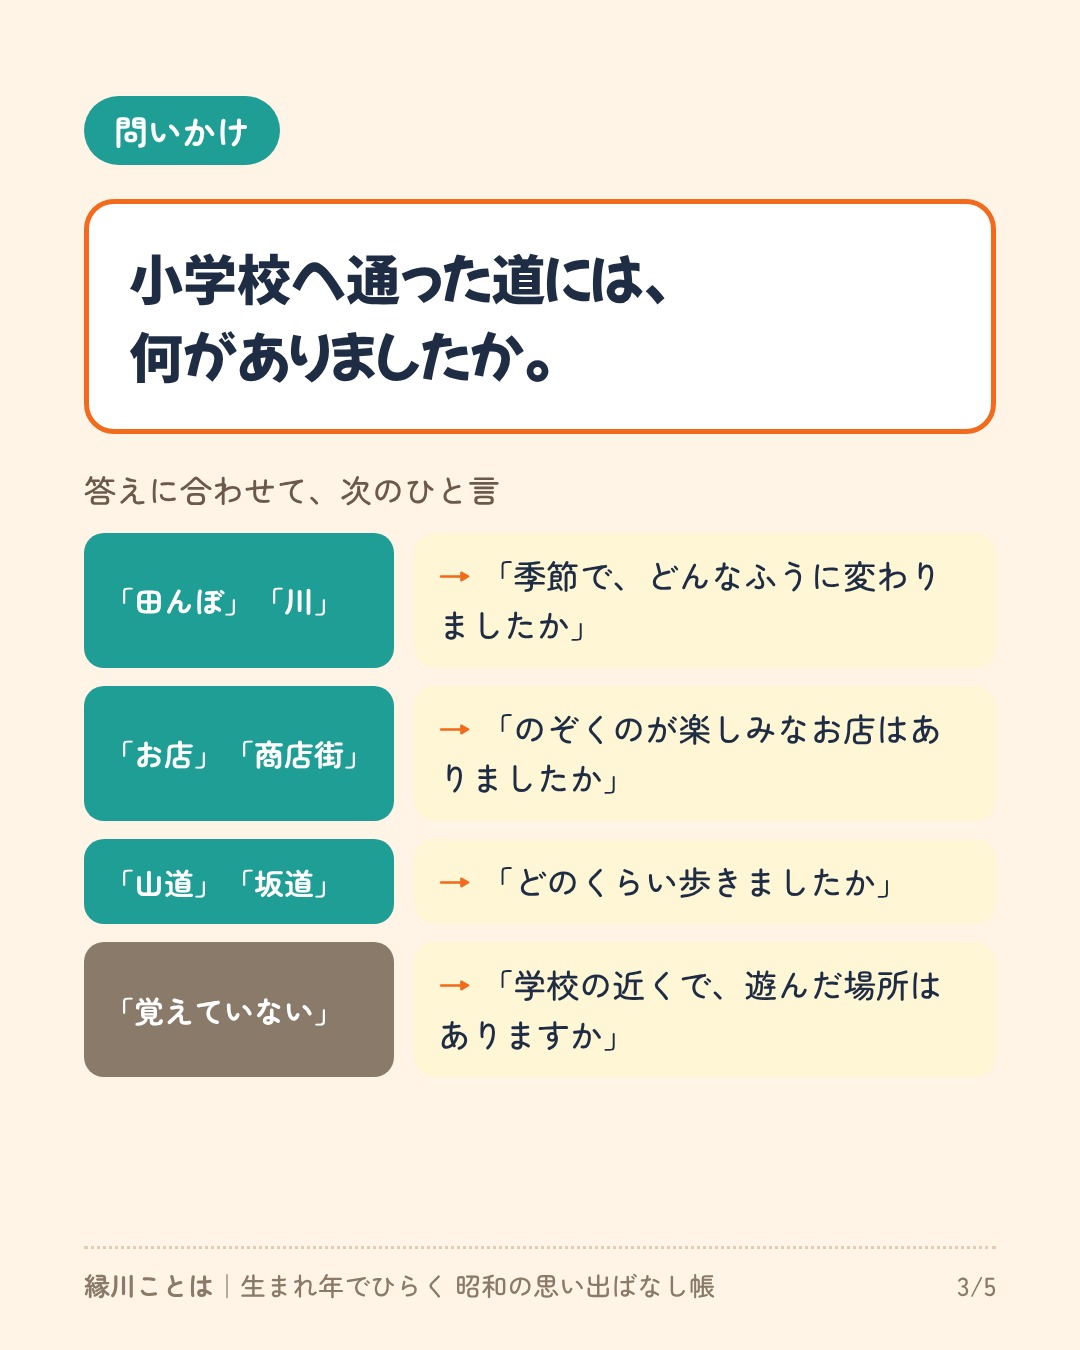 問いかけ
小学校へ通った道には、
何がありましたか。
答えに合わせて、次のひと言
「田んぼ」「川」
→「季節で、どんなふうに変わり
ましたか」
「お店」「商店街」
→「のぞくのが楽しみなお店はあ
りましたか」
「山道」「坂道」
→「どのくらい歩きましたか」
「覚えていない」
→「学校の近くで、遊んだ場所は
ありますか」
縁川ことは｜生まれ年でひらく 昭和の思い出ばなし帳
3/5